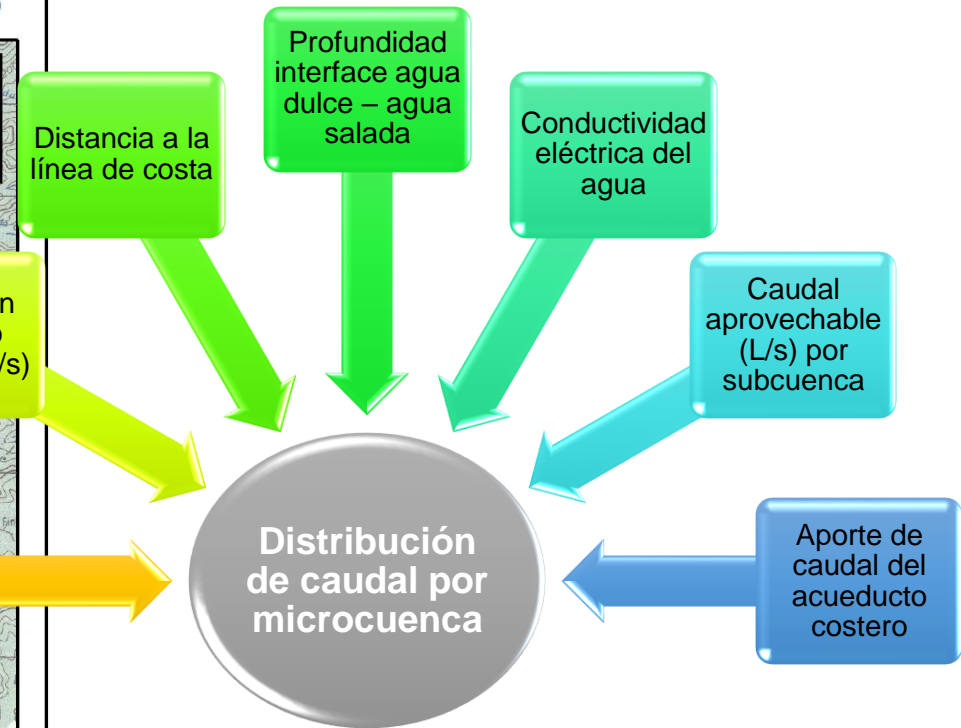 Profundidad
interface agua
dulce – agua
salada
Distancia a la
línea de costa
Conductividad
eléctrica del
agua
Caudal
aprovechable
(L/s) por
subcuenca
Aporte de
caudal del
acueducto
costero
Distribución
de caudal por
microcuenca